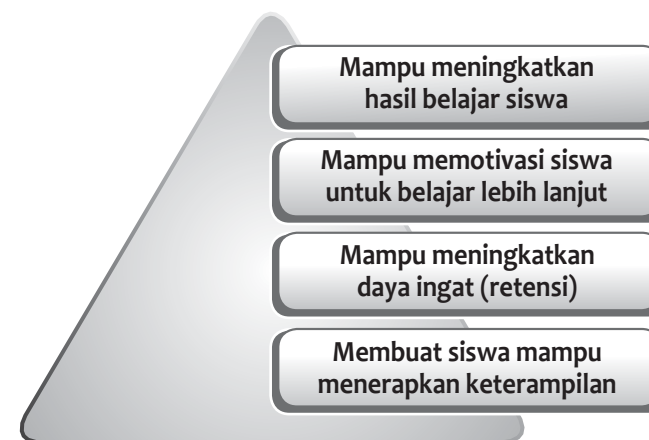 Mampu meningkatkan
hasil belajar siswa
Mampu memotivasi siswa
untuk belajar lebih lanjut
Mampu meningkatkan
daya ingat (retensi)
Membuat siswa mampu
menerapkan keterampilan